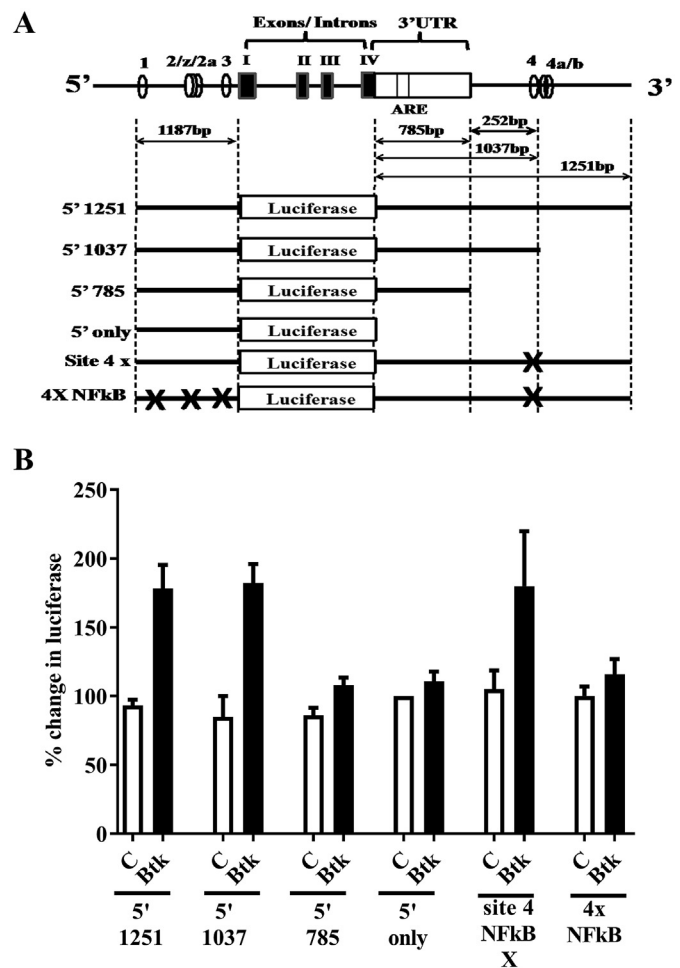 A
Exons/ Introns 3'UTR
1 2/z/2a 3 I II III IV 4 4a/b
5' 3'
ARE
1187bp 785bp 252bp
1037bp
1251bp
5' 1251 Luciferase
5' 1037 Luciferase
5' 785 Luciferase
5' only Luciferase
Site 4 x Luciferase X
4X NFkB X X X Luciferase X
B
% change in luciferase
250
200
150
100
50
0
C Btk C Btk C Btk C Btk C Btk C Btk
5' 1251
5' 1037
5' 785
5' only
site 4 NFkB X
4x NFkB